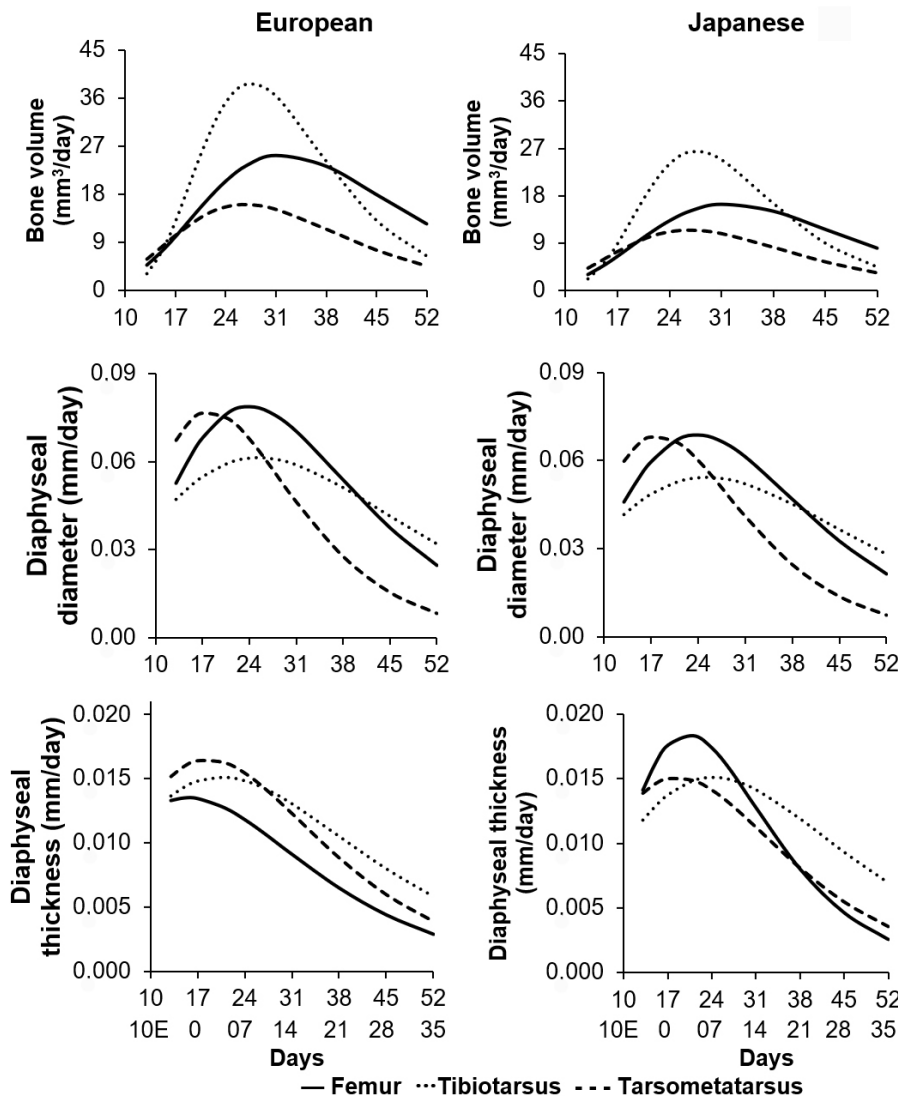 European
Japanese
Bone volume
(mm³/day)
45
36
27
18
9
0
10 17 24 31 38 45 52
Bone volume
(mm³/day)
45
36
27
18
9
0
10 17 24 31 38 45 52
Diaphyseal
diameter (mm/day)
0.09
0.06
0.03
0.00
10 17 24 31 38 45 52
Diaphyseal
diameter (mm/day)
0.09
0.06
0.03
0.00
10 17 24 31 38 45 52
Diaphyseal
thickness (mm/day)
0.020
0.015
0.010
0.005
0.000
10 17 24 31 38 45 52
10E 0 07 14 21 28 35
Days
Diaphyseal thickness
(mm/day)
0.020
0.015
0.010
0.005
0.000
10 17 24 31 38 45 52
10E 0 07 14 21 28 35
Days
Femur Tibiotarsus Tarsometatarsus